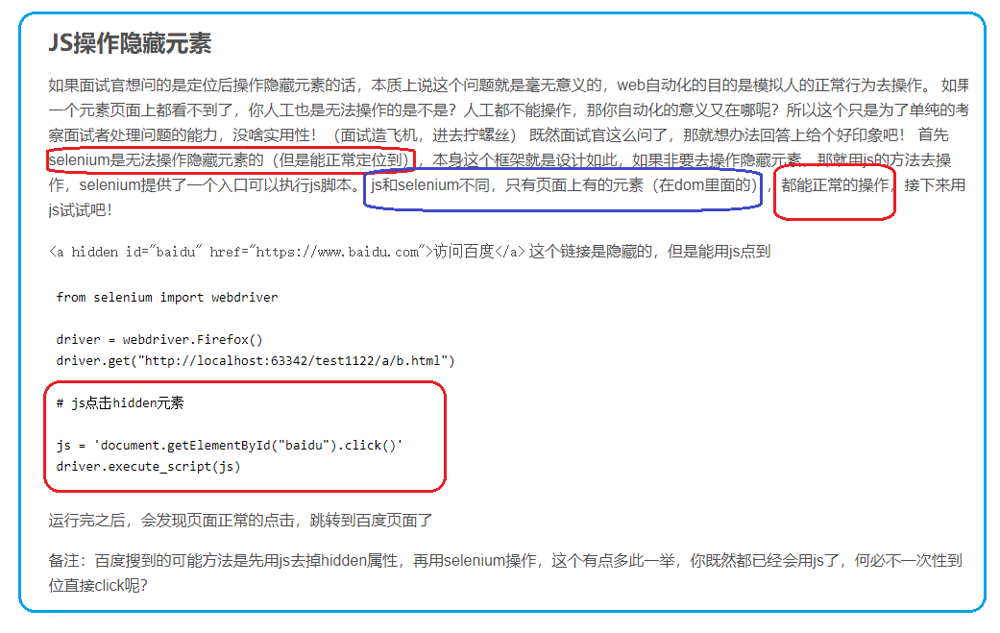 JS操作隐藏元素
如果面试官想问的是定位后操作隐藏元素的话，本质上说这个问题就是毫无意义的，web自动化的目的是模拟人的正常行为去操作。 如果
一个元素页面上都看不到了，你人工也是无法操作的是不是？人工都不能操作，那你自动化的意义又在哪呢？所以这个只是为了单纯的考
察面试者处理问题的能力，没啥实用性！（面试造飞机，进去拧螺丝） 既然面试官这么问了，那就想办法回答上给个好印象吧！ 首先
selenium是无法操作隐藏元素的（但是能正常定位到），本身这个框架就是设计如此，如果非要去操作隐藏元素，那就用js的方法去操
作，selenium提供了一个入口可以执行js脚本。 js和selenium不同，只有页面上有的元素（在dom里面的），都能正常的操作，接下来用
js试试吧！
<a hidden id="baidu" href="https://www.baidu.com">访问百度</a> 这个链接是隐藏的，但是能用js点到
from selenium import webdriver
driver = webdriver.Firefox()
driver.get("http://localhost:63342/test1122/a/b.html")
# js点击hidden元素
js = 'document.getElementById("baidu").click()'
driver.execute_script(js)
运行完之后，会发现页面正常的点击，跳转到百度页面了
备注：百度搜到的可能方法是先用js去掉hidden属性，再用selenium操作，这个有点多此一举，你既然都已经会用js了，何必不一次性到
位直接click呢？